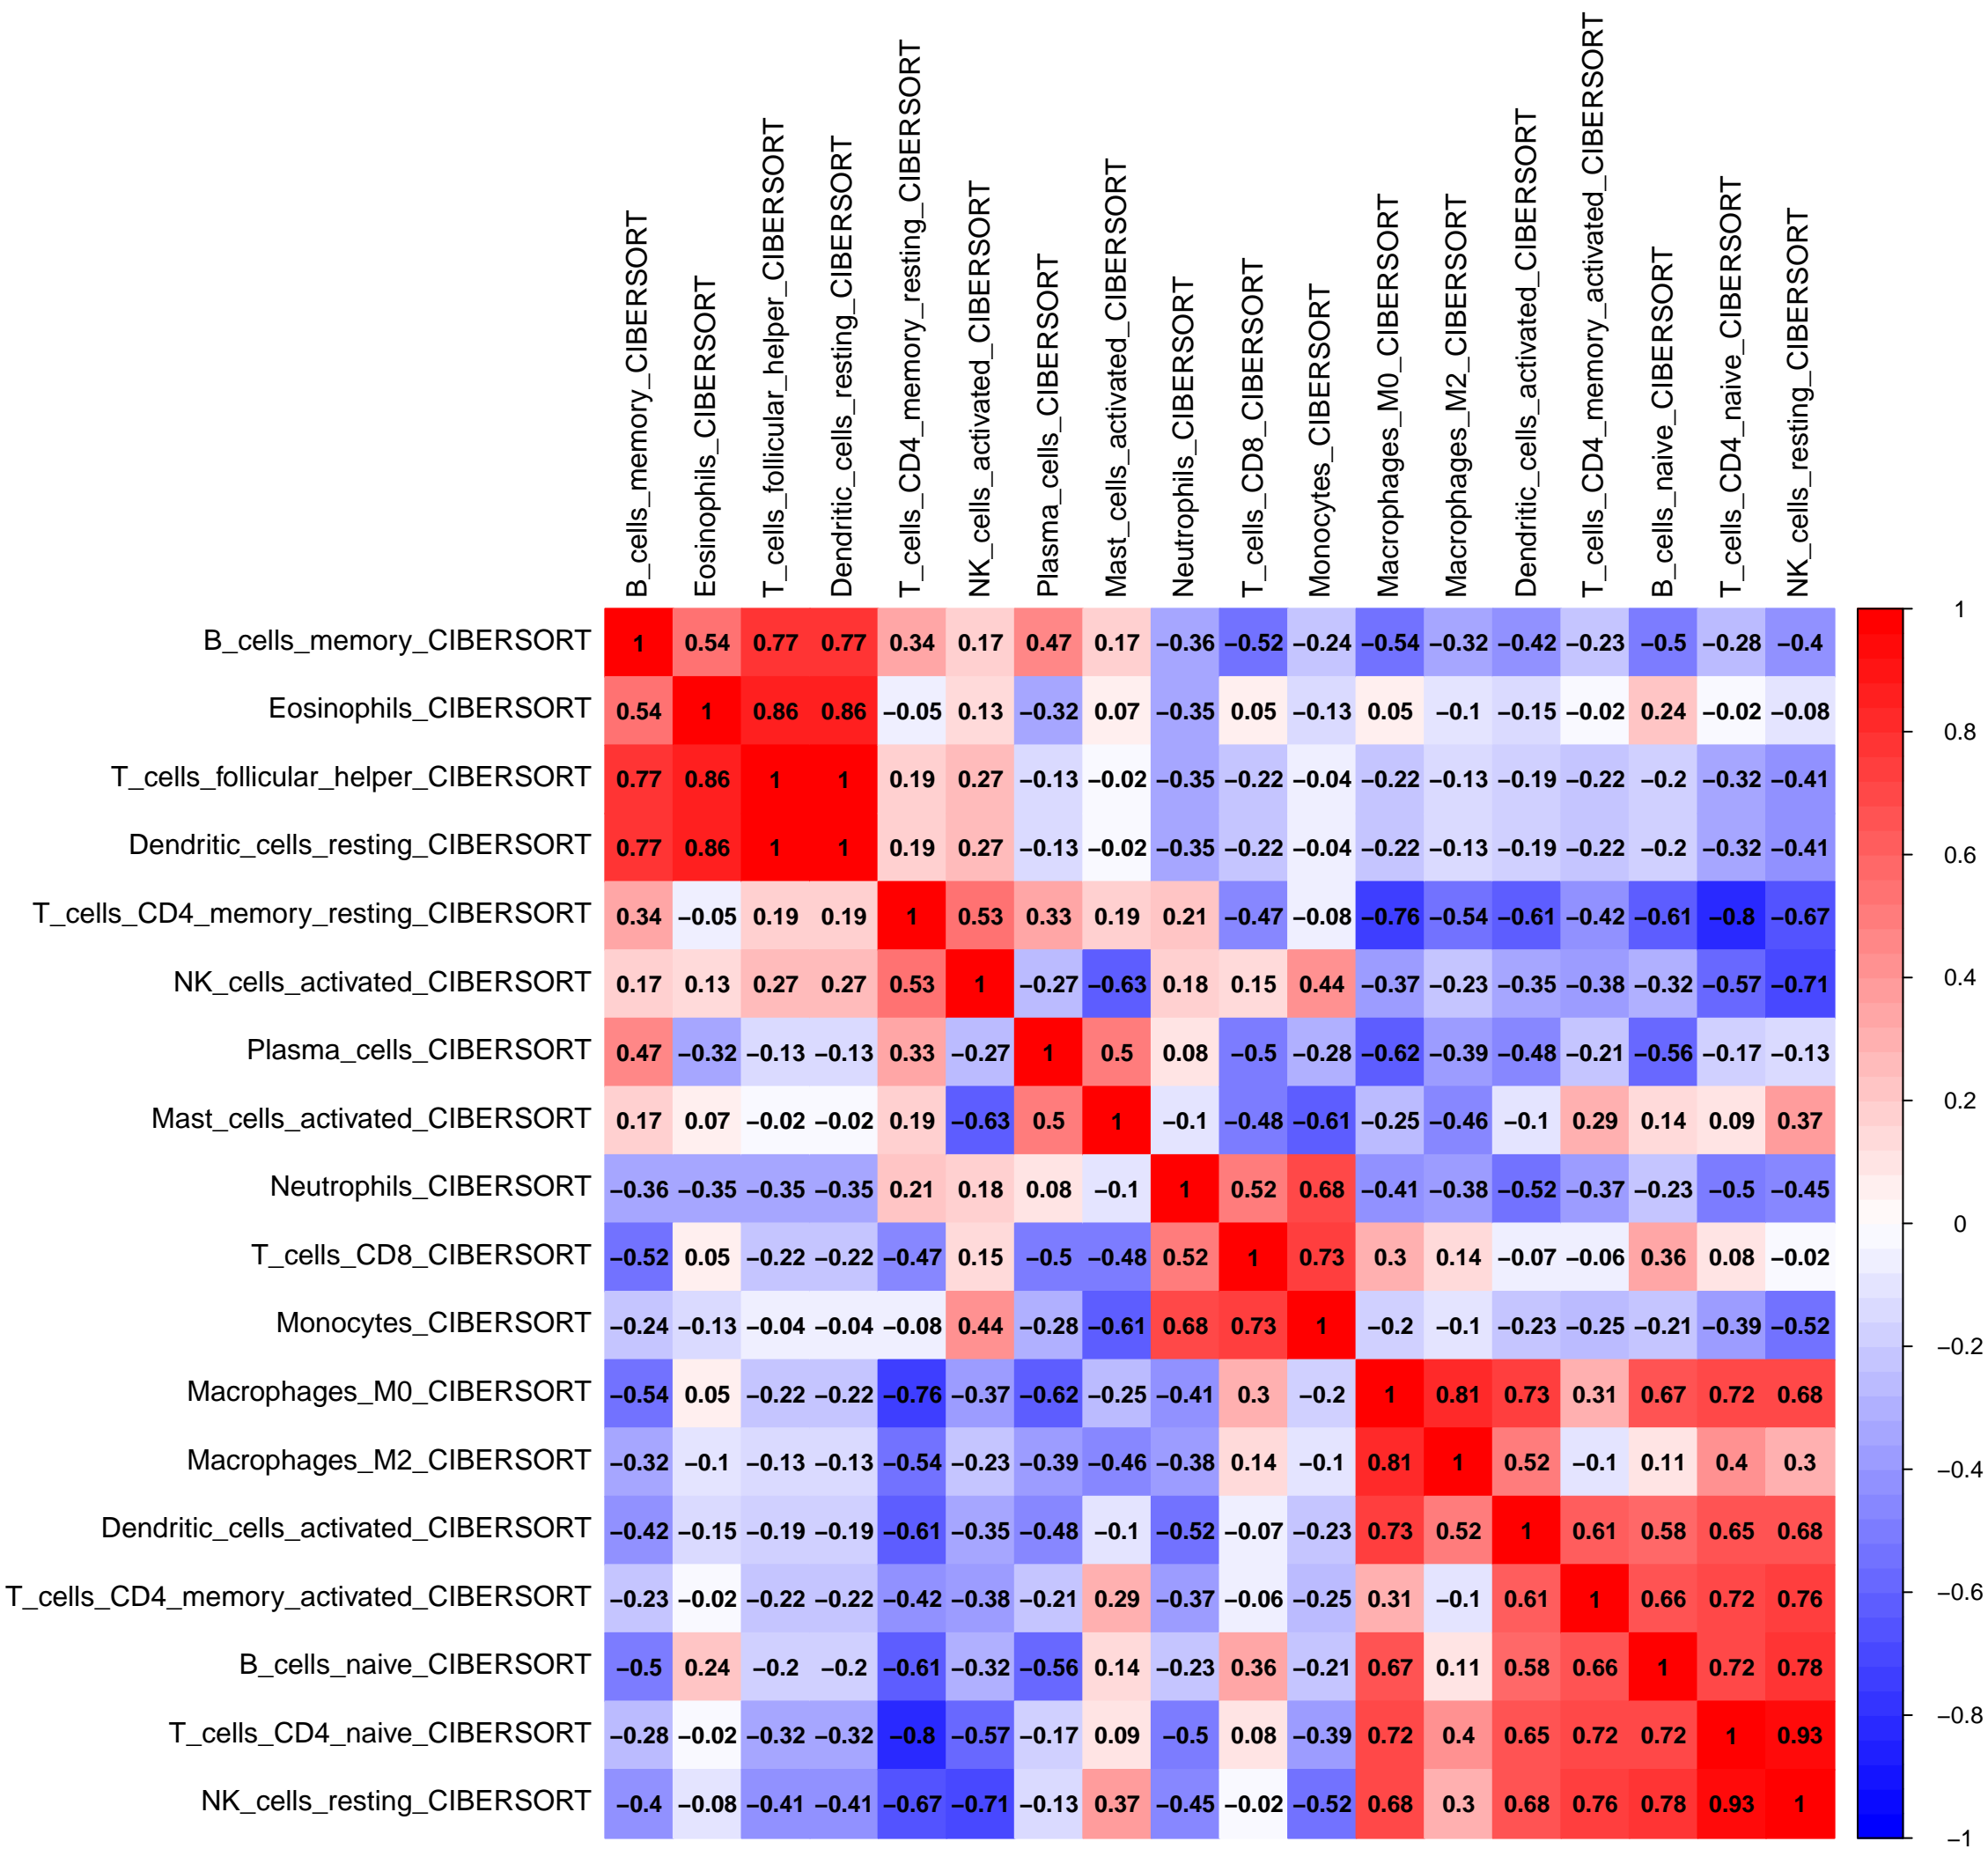 B_cells_memory_CIBERSORT
Eosinophils_CIBERSORT
T_cells_follicular_helper_CIBERSORT
Dendritic_cells_resting_CIBERSORT
T_cells_CD4_memory_resting_CIBERSORT
NK_cells_activated_CIBERSORT
Plasma_cells_CIBERSORT
Mast_cells_activated_CIBERSORT
Neutrophils_CIBERSORT
T_cells_CD8_CIBERSORT
Monocytes_CIBERSORT
Macrophages_M0_CIBERSORT
Macrophages_M2_CIBERSORT
Dendritic_cells_activated_CIBERSORT
T_cells_CD4_memory_activated_CIBERSORT
B_cells_naive_CIBERSORT
T_cells_CD4_naive_CIBERSORT
NK_cells_resting_CIBERSORT
B_cells_memory_CIBERSORT 1 0.54 0.77 0.77 0.34 0.17 0.47 0.17 −0.36 −0.52 −0.24 −0.54 −0.32 −0.42 −0.23 −0.5 −0.28 −0.4
Eosinophils_CIBERSORT 0.54 1 0.86 0.86 −0.05 0.13 −0.32 0.07 −0.35 0.05 −0.13 0.05 −0.1 −0.15 −0.02 0.24 −0.02 −0.08
T_cells_follicular_helper_CIBERSORT 0.77 0.86 1 1 0.19 0.27 −0.13 −0.02 −0.35 −0.22 −0.04 −0.22 −0.13 −0.19 −0.22 −0.2 −0.32 −0.41
Dendritic_cells_resting_CIBERSORT 0.77 0.86 1 1 0.19 0.27 −0.13 −0.02 −0.35 −0.22 −0.04 −0.22 −0.13 −0.19 −0.22 −0.2 −0.32 −0.41
T_cells_CD4_memory_resting_CIBERSORT 0.34 −0.05 0.19 0.19 1 0.53 0.33 0.19 0.21 −0.47 −0.08 −0.76 −0.54 −0.61 −0.42 −0.61 −0.8 −0.67
NK_cells_activated_CIBERSORT 0.17 0.13 0.27 0.27 0.53 1 −0.27 −0.63 0.18 0.15 0.44 −0.37 −0.23 −0.35 −0.38 −0.32 −0.57 −0.71
Plasma_cells_CIBERSORT 0.47 −0.32 −0.13 −0.13 0.33 −0.27 1 0.5 0.08 −0.5 −0.28 −0.62 −0.39 −0.48 −0.21 −0.56 −0.17 −0.13
Mast_cells_activated_CIBERSORT 0.17 0.07 −0.02 −0.02 0.19 −0.63 0.5 1 −0.1 −0.48 −0.61 −0.25 −0.46 −0.1 0.29 0.14 0.09 0.37
Neutrophils_CIBERSORT −0.36 −0.35 −0.35 −0.35 0.21 0.18 0.08 −0.1 1 0.52 0.68 −0.41 −0.38 −0.52 −0.37 −0.23 −0.5 −0.45
T_cells_CD8_CIBERSORT −0.52 0.05 −0.22 −0.22 −0.47 0.15 −0.5 −0.48 0.52 1 0.73 0.3 0.14 −0.07 −0.06 0.36 0.08 −0.02
Monocytes_CIBERSORT −0.24 −0.13 −0.04 −0.04 −0.08 0.44 −0.28 −0.61 0.68 0.73 1 −0.2 −0.1 −0.23 −0.25 −0.21 −0.39 −0.52
Macrophages_M0_CIBERSORT −0.54 0.05 −0.22 −0.22 −0.76 −0.37 −0.62 −0.25 −0.41 0.3 −0.2 1 0.81 0.73 0.31 0.67 0.72 0.68
Macrophages_M2_CIBERSORT −0.32 −0.1 −0.13 −0.13 −0.54 −0.23 −0.39 −0.46 −0.38 0.14 −0.1 0.81 1 0.52 −0.1 0.11 0.4 0.3
Dendritic_cells_activated_CIBERSORT −0.42 −0.15 −0.19 −0.19 −0.61 −0.35 −0.48 −0.1 −0.52 −0.07 −0.23 0.73 0.52 1 0.61 0.58 0.65 0.68
T_cells_CD4_memory_activated_CIBERSORT −0.23 −0.02 −0.22 −0.22 −0.42 −0.38 −0.21 0.29 −0.37 −0.06 −0.25 0.31 −0.1 0.61 1 0.66 0.72 0.76
B_cells_naive_CIBERSORT −0.5 0.24 −0.2 −0.2 −0.61 −0.32 −0.56 0.14 −0.23 0.36 −0.21 0.67 0.11 0.58 0.66 1 0.72 0.78
T_cells_CD4_naive_CIBERSORT −0.28 −0.02 −0.32 −0.32 −0.8 −0.57 −0.17 0.09 −0.5 0.08 −0.39 0.72 0.4 0.65 0.72 0.72 1 0.93
NK_cells_resting_CIBERSORT −0.4 −0.08 −0.41 −0.41 −0.67 −0.71 −0.13 0.37 −0.45 −0.02 −0.52 0.68 0.3 0.68 0.76 0.78 0.93 1
1
0.8
0.6
0.4
0.2
0
−0.2
−0.4
−0.6
−0.8
−1